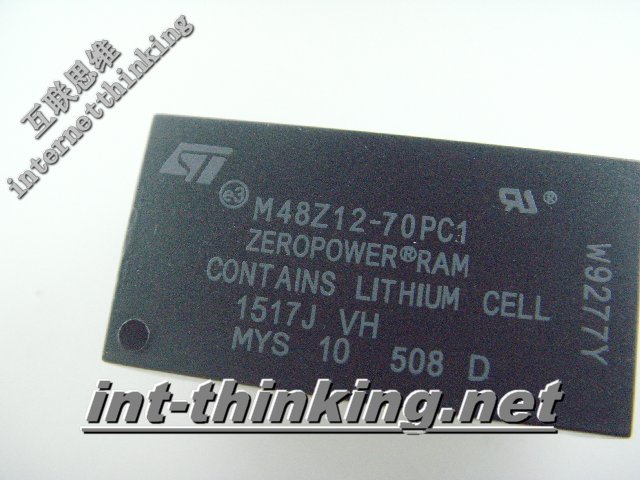 互联思维
internetthinking
ST
e3
M48Z12-70PC1
ZEROPOWER®RAM
CONTAINS LITHIUM CELL
1517J VH
MYS 10 508 D
RU®
W9277Y
int-thinking.net